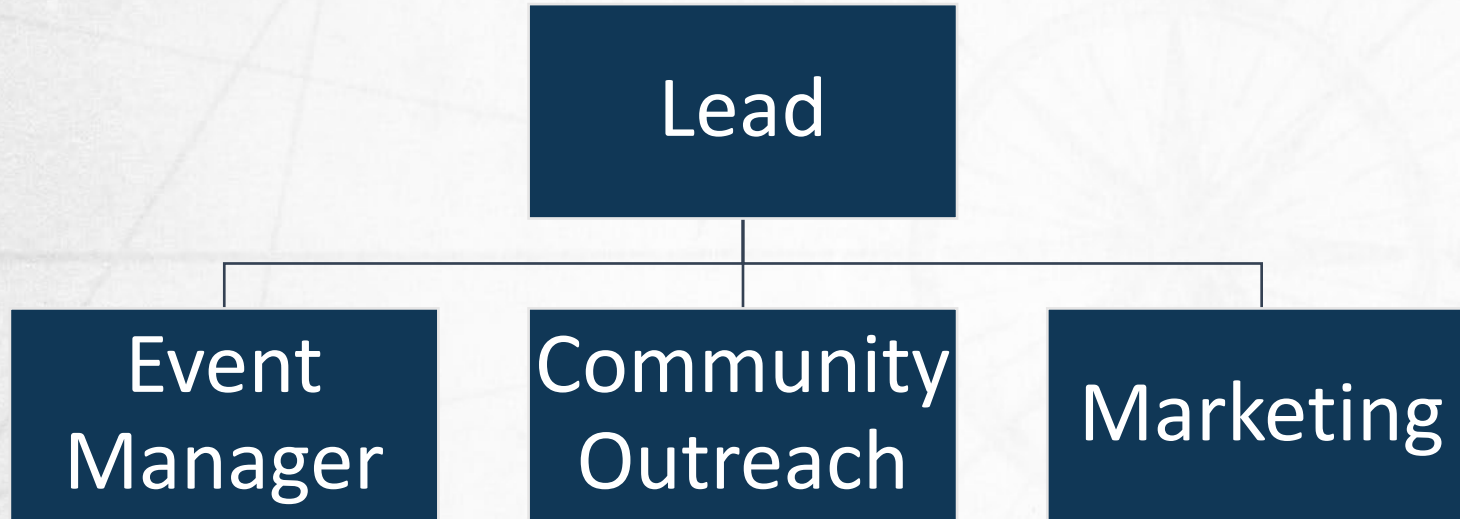 Lead
Event
Manager
Community
Outreach
Marketing